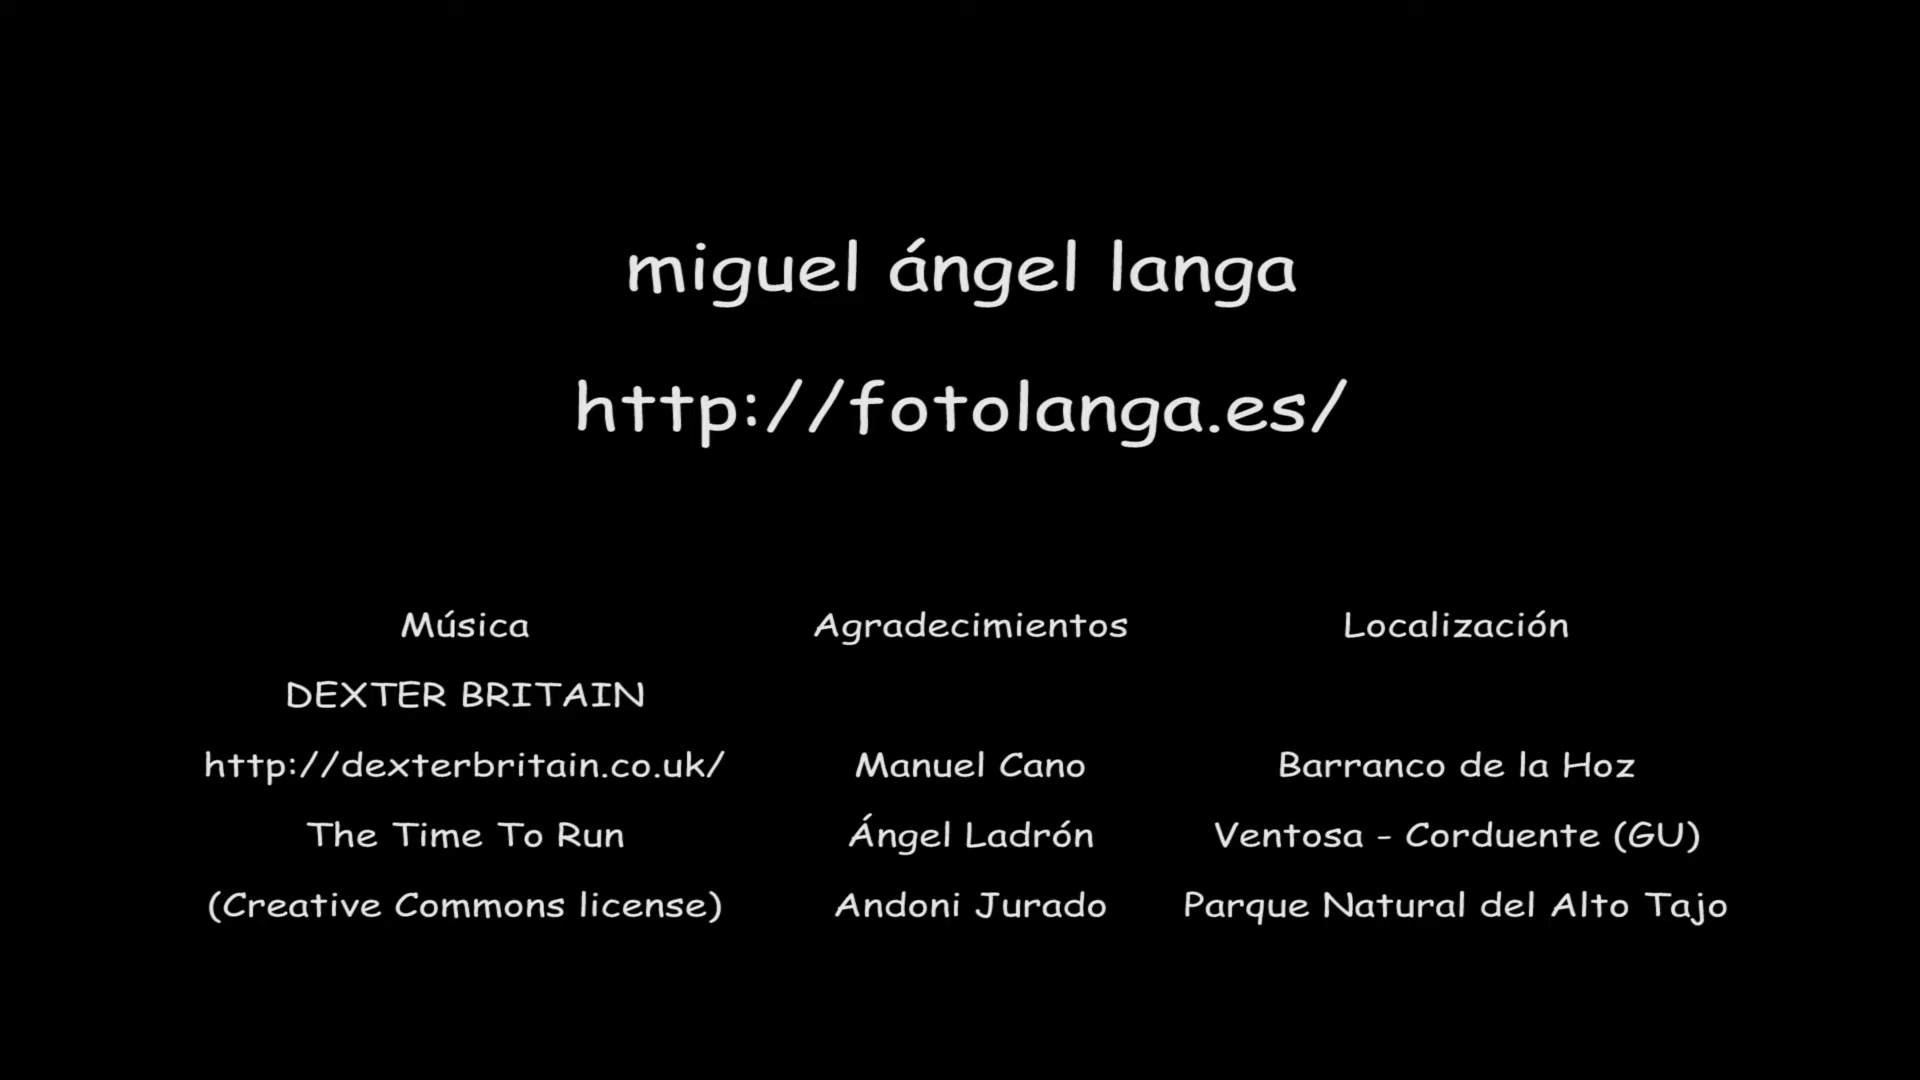 miguel ángel langa
http://fotolanga.es/
Música
DEXTER BRITAIN
http://dexterbritain.co.uk/
The Time To Run
(Creative Commons license)
Agradecimientos
Manuel Cano
Ángel Ladrón
Andoni Jurado
Localización
Barranco de la Hoz
Ventosa - Corduente (GU)
Parque Natural del Alto Tajo